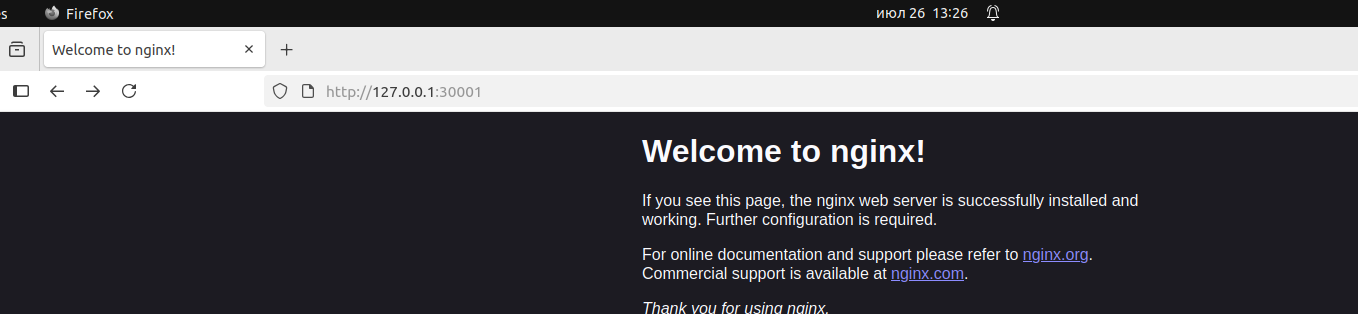 s Firefox июл 26 13:26
Welcome to nginx!
http://127.0.0.1:30001
Welcome to nginx!
If you see this page, the nginx web server is successfully installed and
working. Further configuration is required.
For online documentation and support please refer to nginx.org.
Commercial support is available at nginx.com.
Thank you for using nginx.